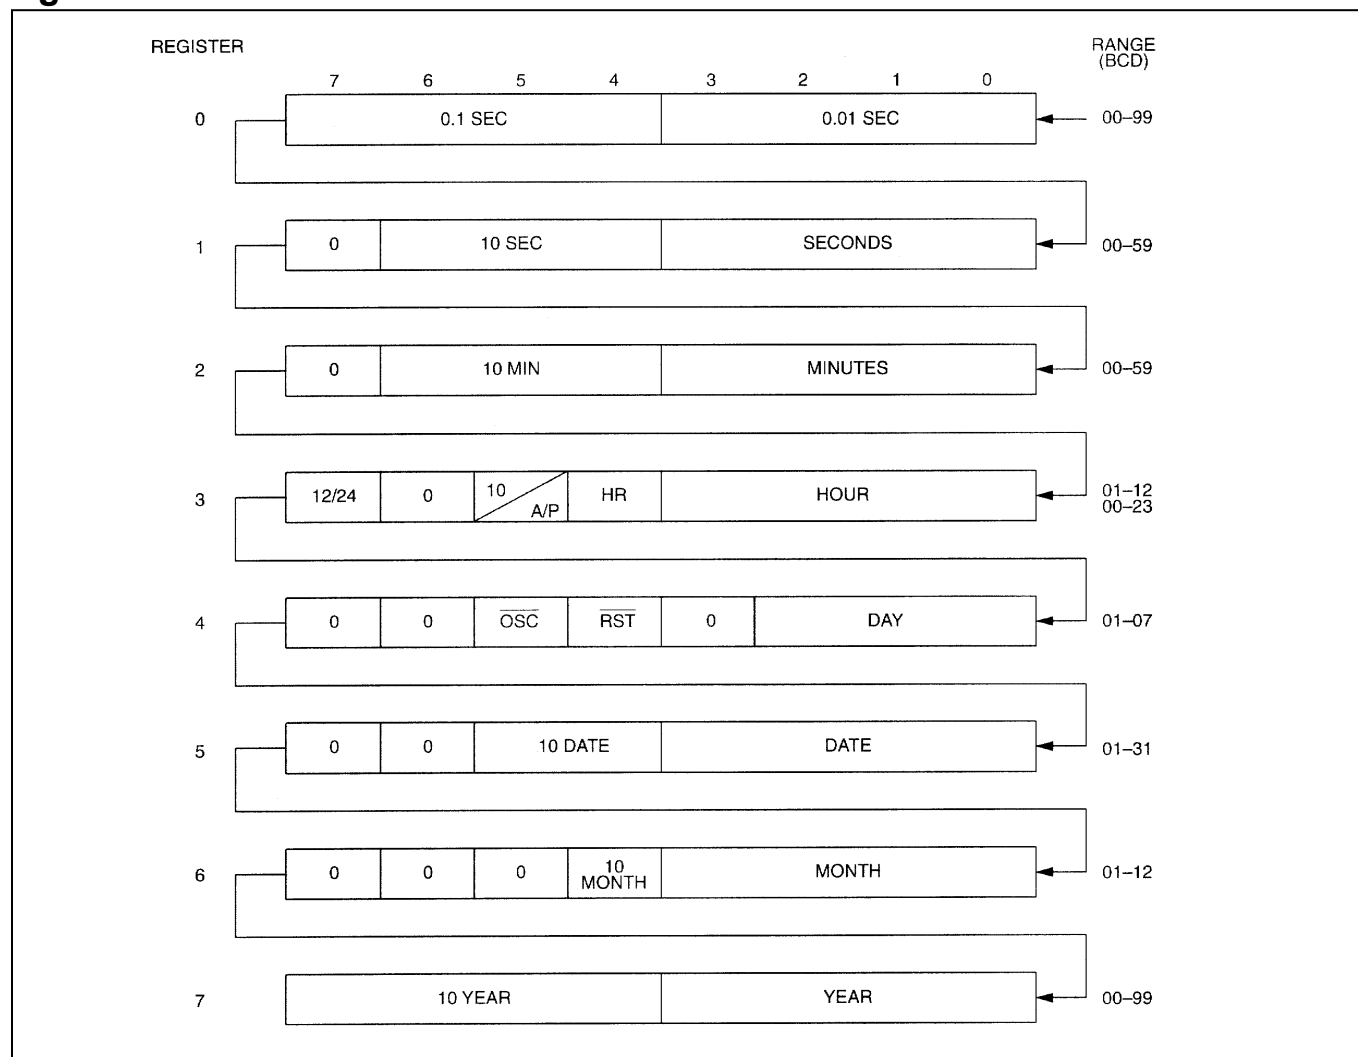 REGISTER
RANGE
(BCD)
7 6 5 4 3 2 1 0
0 0.1 SEC 0.01 SEC 00–99
1 0 10 SEC SECONDS 00–59
2 0 10 MIN MINUTES 00–59
3 12/24 0 10 A/P HR HOUR 01–12
00–23
4 0 0 OSC RST 0 DAY 01–07
5 0 0 10 DATE DATE 01–31
6 0 0 0 10 MONTH MONTH 01–12
7 10 YEAR YEAR 00–99